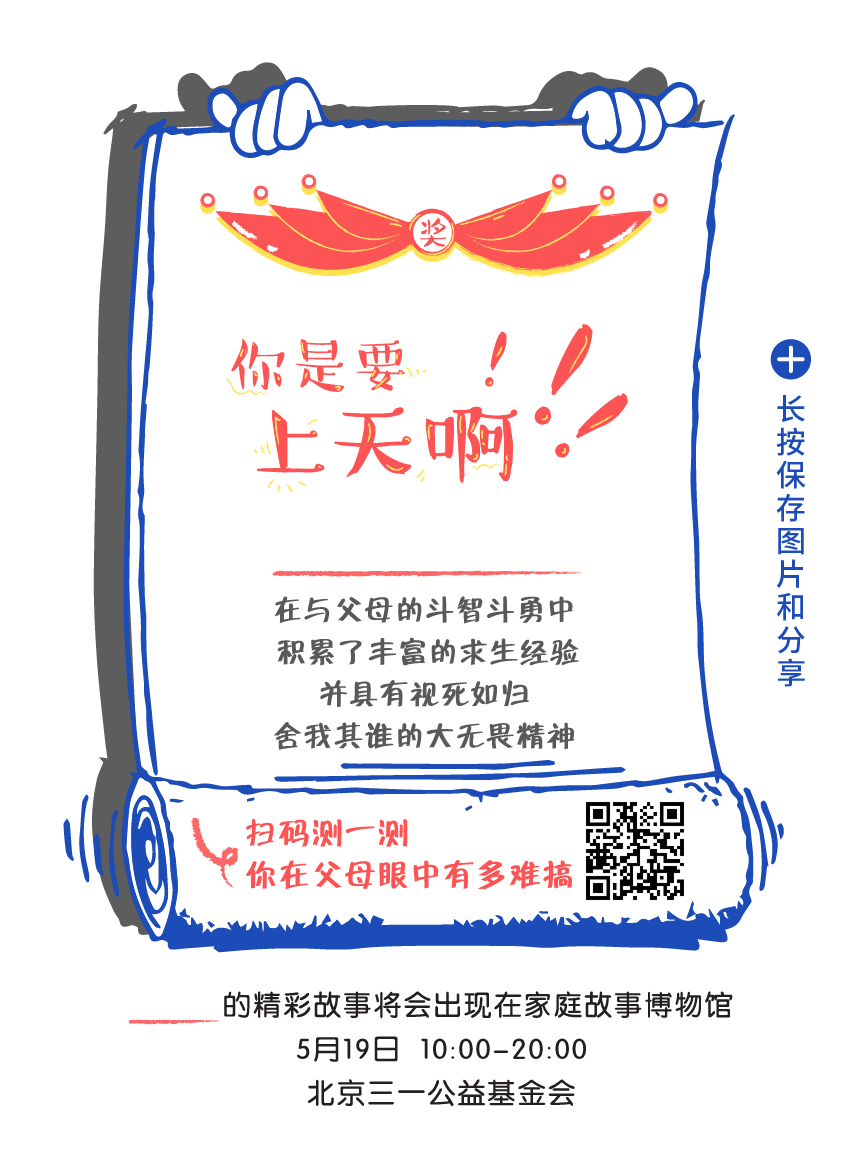 奖
你是要
上天啊!!!
在与父母的斗智斗勇中
积累了丰富的求生经验
并具有视死如归
舍我其谁的大无畏精神
扫码测一测
你在父母眼中有多难搞
长按保存图片和分享
____的精彩故事将会出现在家庭故事博物馆
5月19日 10:00-20:00
北京三一公益基金会